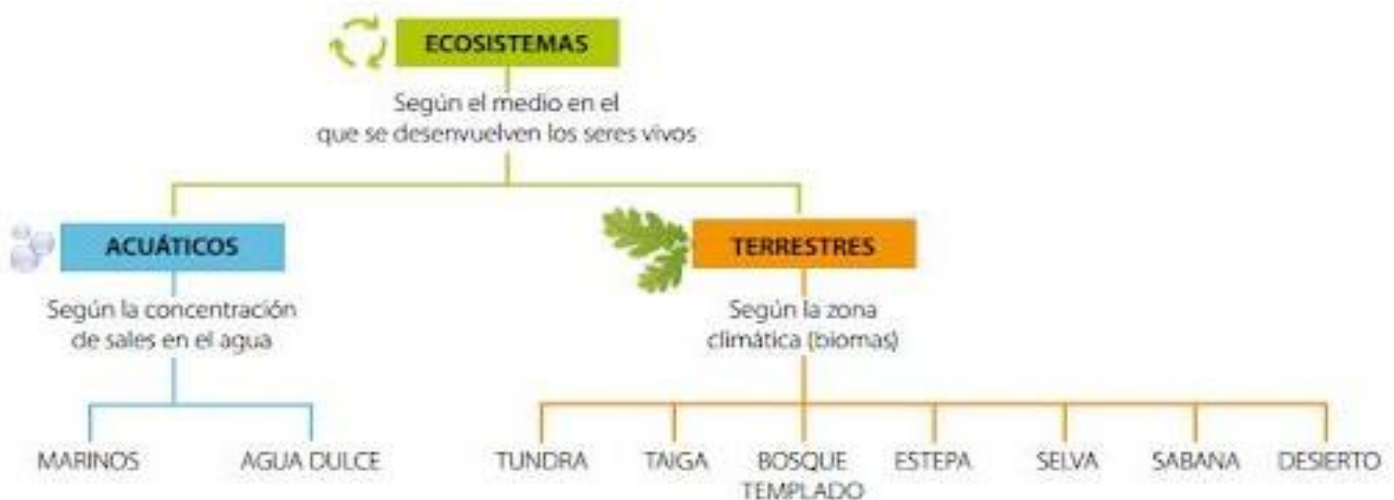 ECOSISTEMAS
Según el medio en el
que se desenvuelven los seres vivos
ACUÁTICOS
Según la concentración
de sales en el agua
MARINOS
AGUA DULCE
TERRESTRES
Según la zona
climática (biomas)
TUNDRA
TAIGA
BOSQUE
TEMPLADO
ESTEPA
SELVA
SABANA
DESIERTO